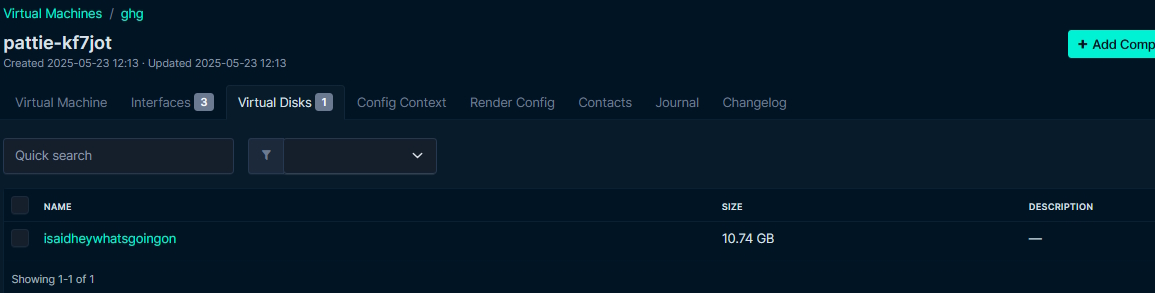 Virtual Machines / ghg
pattie-kf7jot
Created 2025-05-23 12:13 · Updated 2025-05-23 12:13
+ Add Comp
Virtual Machine Interfaces 3 Virtual Disks 1 Config Context Render Config Contacts Journal Changelog
Quick search
NAME SIZE DESCRIPTION
isaidheywhatsgoingon 10.74 GB —
Showing 1-1 of 1